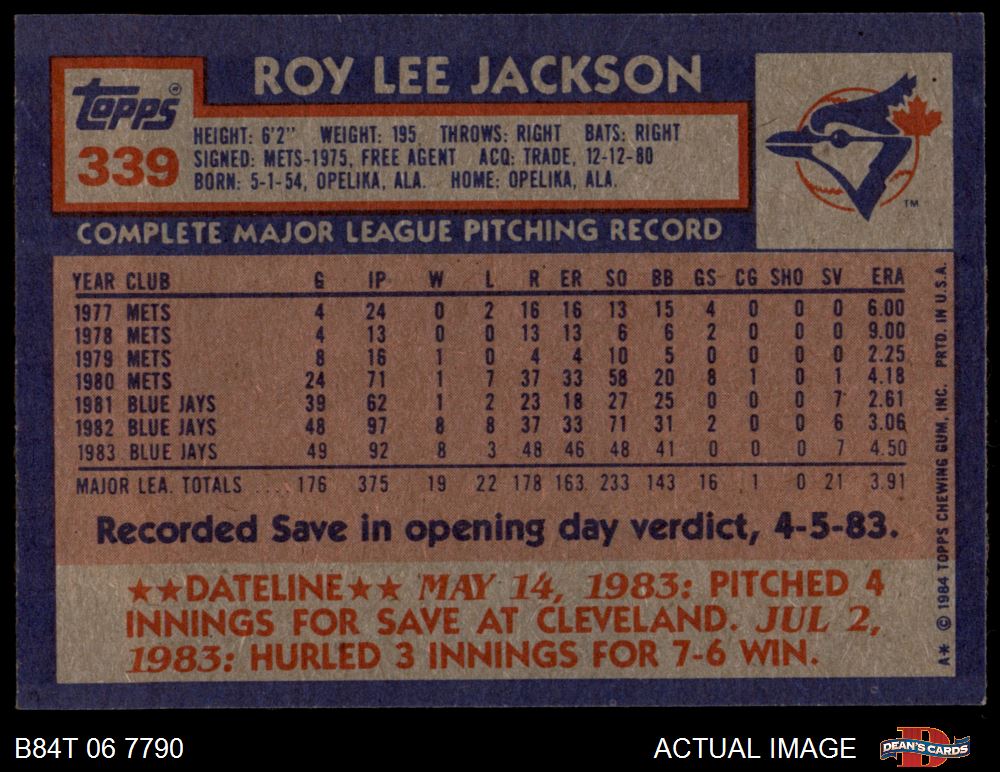 ROY LEE JACKSON
Topps®
339
HEIGHT: 6'2" WEIGHT: 195 THROWS: RIGHT BATS: RIGHT
SIGNED: METS-1975, FREE AGENT ACQ: TRADE, 12-12-80
BORN: 5-1-54, OPELIKA, ALA. HOME: OPELIKA, ALA.
TM
COMPLETE MAJOR LEAGUE PITCHING RECORD
YEAR CLUB G IP W L R ER SO BB GS CG SHO SV ERA
1977 METS 4 24 0 2 16 16 13 15 4 0 0 0 6.00
1978 METS 4 13 0 0 13 13 6 6 2 0 0 0 9.00
1979 METS 8 16 1 0 4 4 10 5 0 0 0 0 2.25
1980 METS 24 71 1 7 37 33 58 20 8 1 0 1 4.18
1981 BLUE JAYS 39 62 1 2 23 18 27 25 0 0 0 7 2.61
1982 BLUE JAYS 48 97 8 8 37 33 71 31 2 0 0 6 3.06
1983 BLUE JAYS 49 92 8 3 48 46 48 41 0 0 0 7 4.50
MAJOR LEA. TOTALS .... 176 375 19 22 178 163 233 143 16 1 0 21 3.91
Recorded Save in opening day verdict, 4-5-83.
★★DATELINE★★ MAY 14, 1983: PITCHED 4
INNINGS FOR SAVE AT CLEVELAND. JUL 2,
1983: HURLED 3 INNINGS FOR 7-6 WIN.
A* © 1984 TOPPS CHEWING GUM, INC. PRTD. IN U.S.A.
B84T 06 7790
ACTUAL IMAGE
D
DEAN'S CARDS